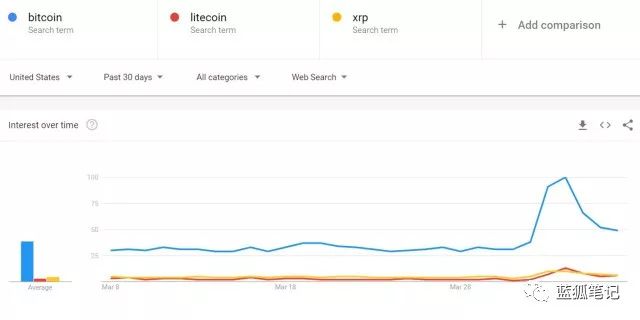 bitcoin
Search term
litecoin
Search term
xrp
Search term
+ Add comparison
United States
Past 30 days
All categories
Web Search
Interest over time
?
100
75
50
25
Average
Mar 8
Mar 18
Mar 28
蓝狐笔记